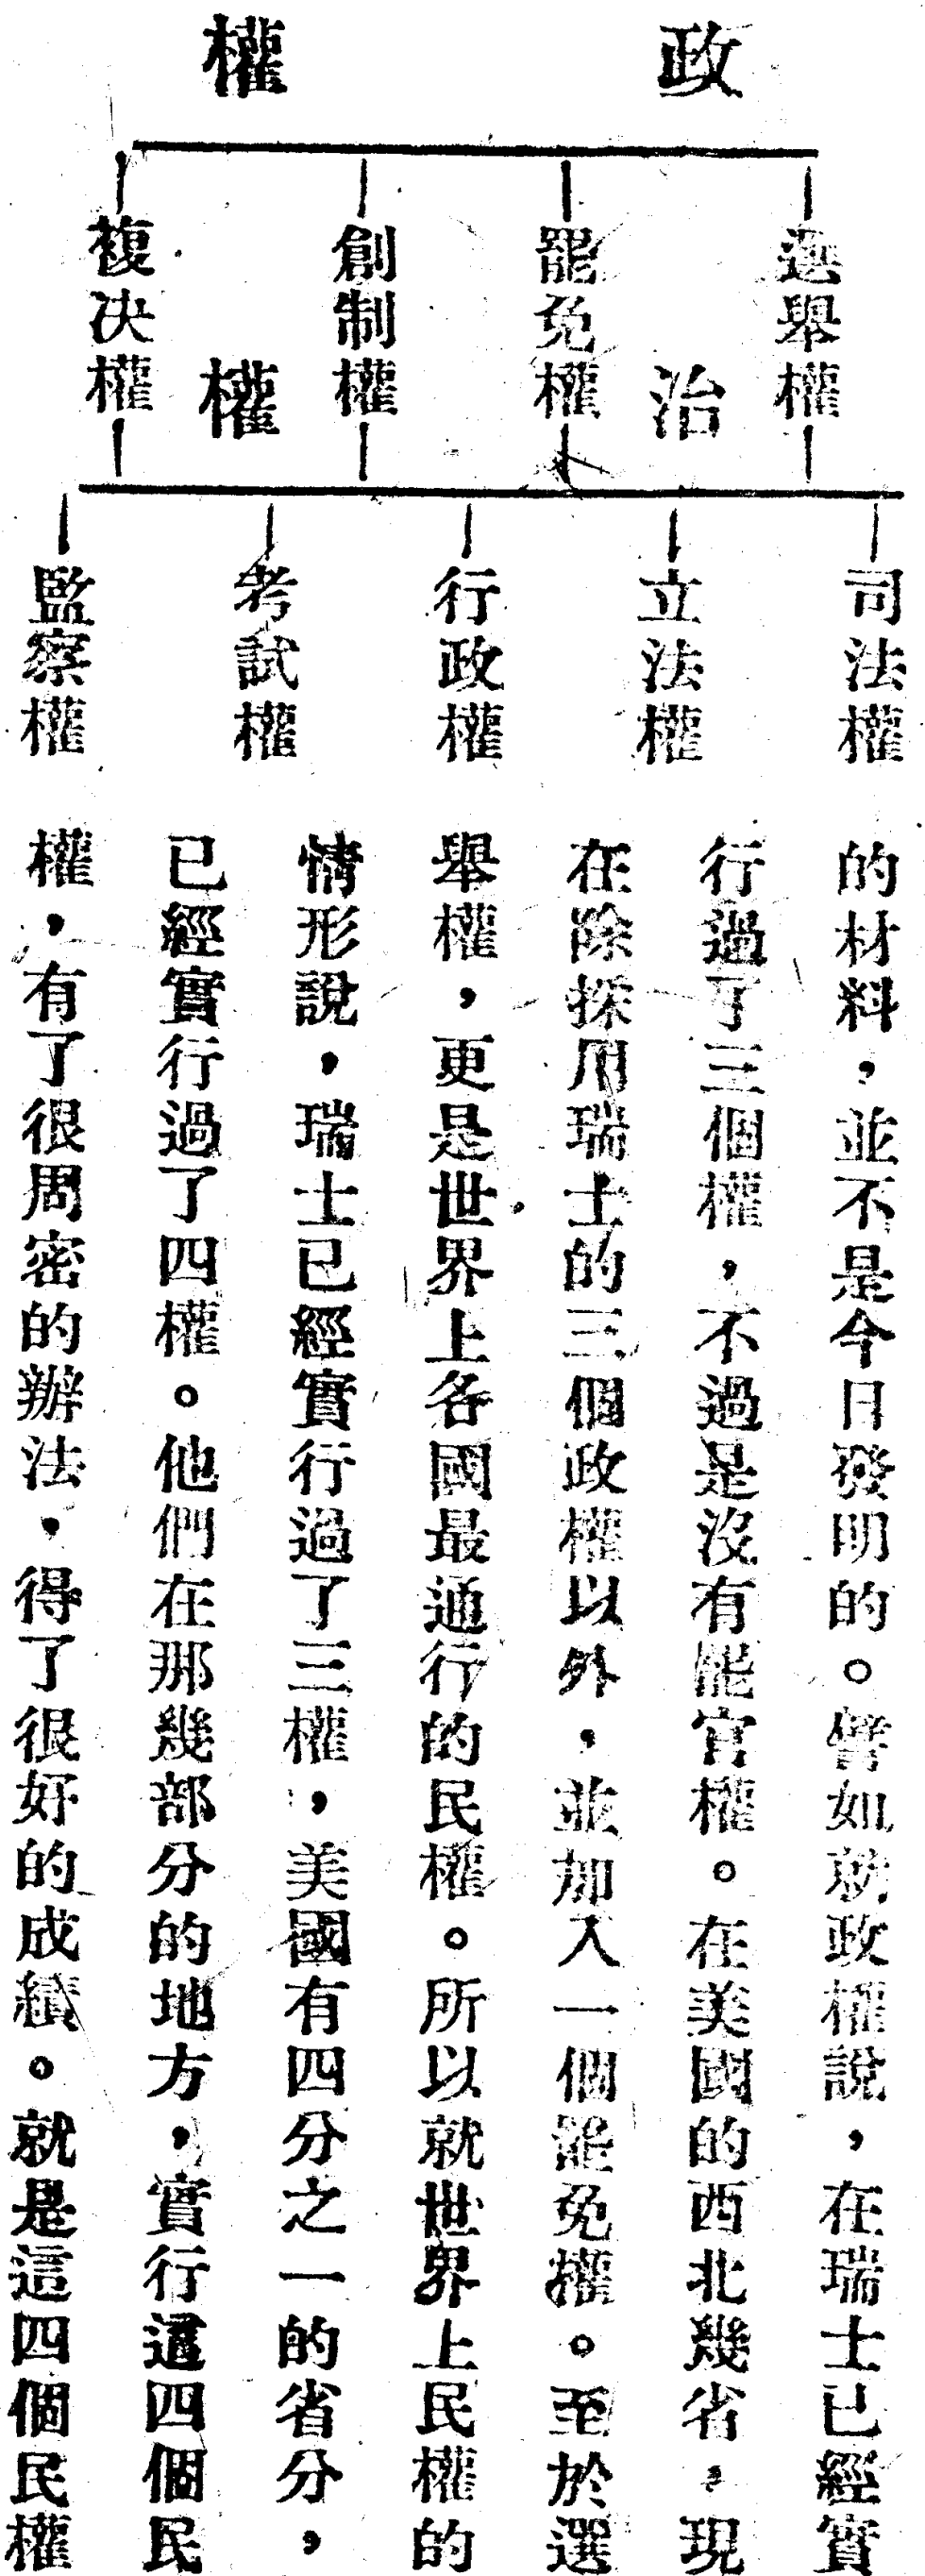 政權
選舉權
罷免權
創制權
複決權
治權
司法權
立法權
行政權
考試權
監察權
的材料，並不是今日發明的。譬如就政權說，在瑞士已經實
行過了三個權，不過是沒有罷官權。在美國的西北幾省，現
在除採用瑞士的三個政權以外，並加入一個罷免權。至於選
舉權，更是世界上各國最通行的民權。所以就世界上民權的
情形說，瑞士已經實行過了三權，美國有四分之一的省分，
已經實行過了四權。他們在那幾部分的地方，實行這四個民
權，有了很周密的辦法，得了很好的成績。就是這四個民權